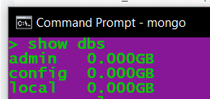 Command Prompt - mongo
> show dbs
admin   0.000GB
config  0.000GB
local   0.000GB